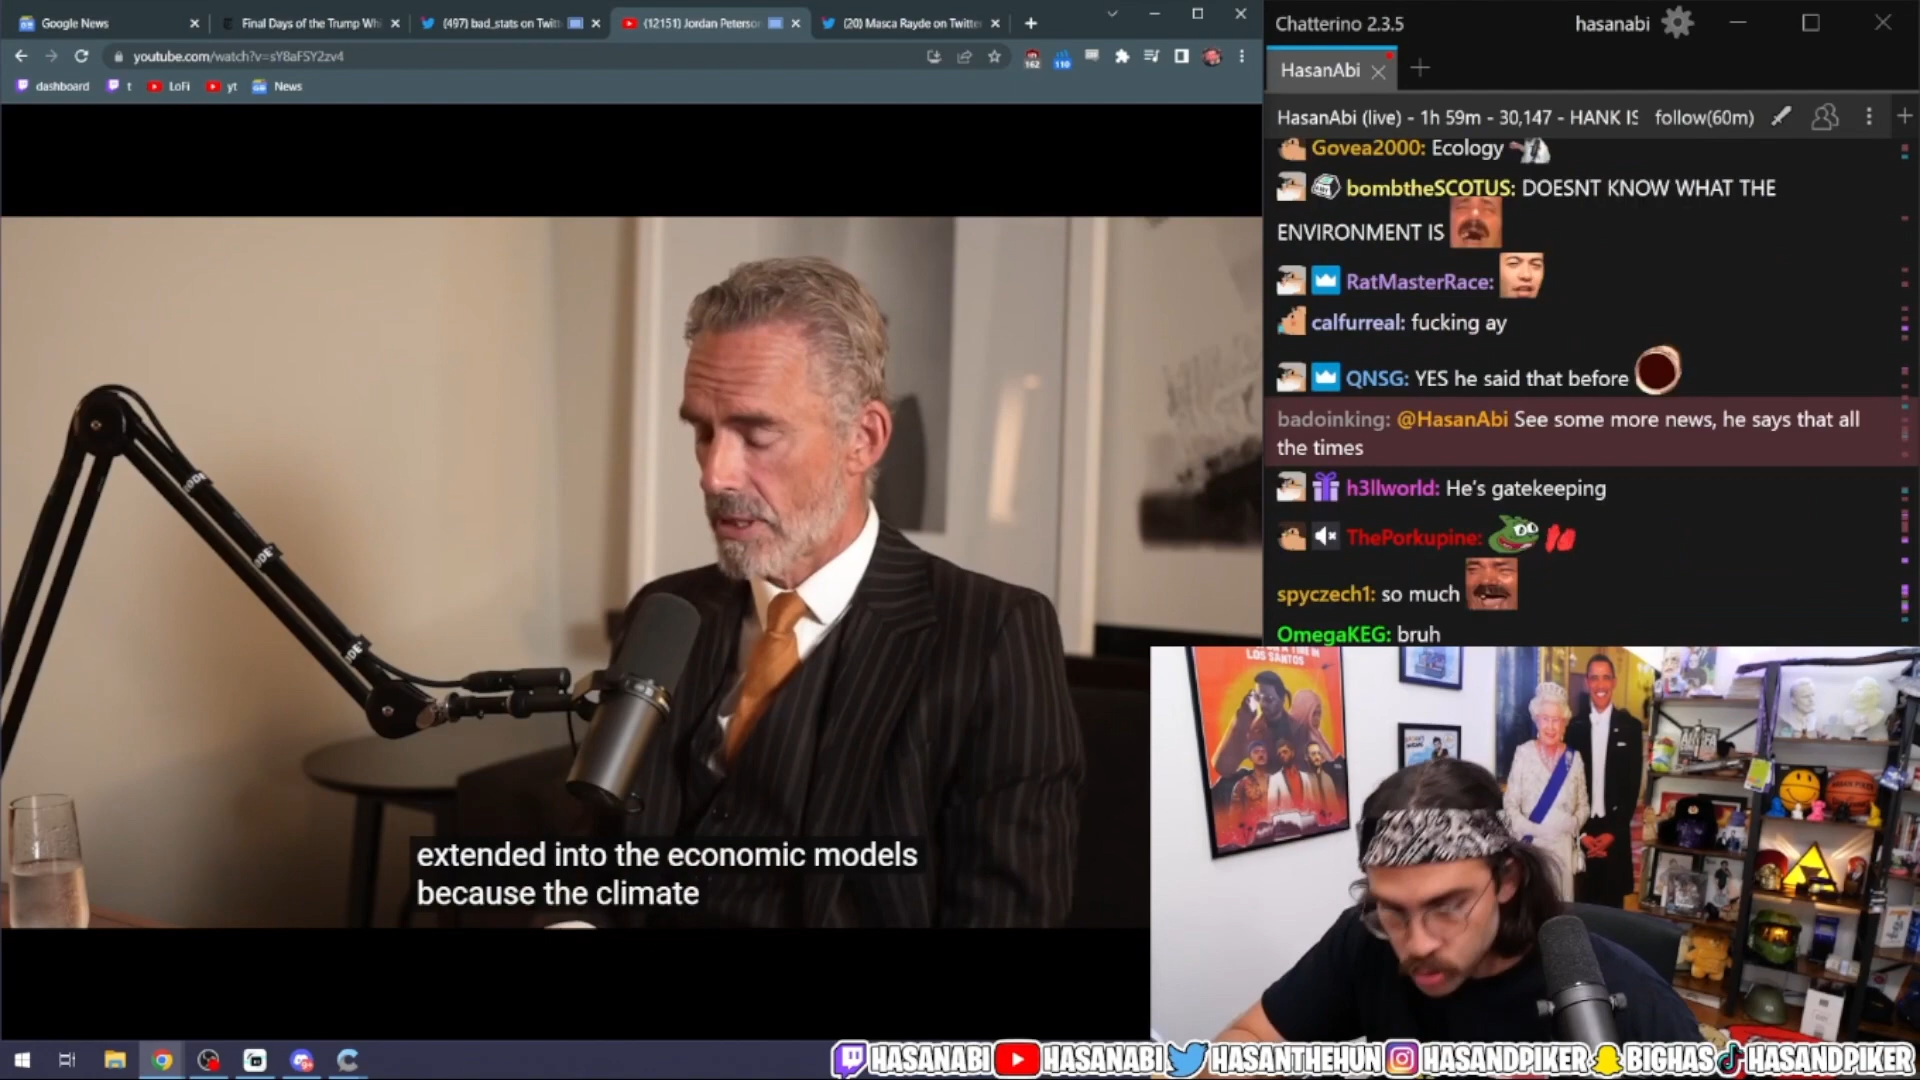 Google News
Final Days of the Trump Whi
(497) bad_stats on Twitt
(12151) Jordan Peterson
(20) Masca Rayde on Twitte
youtube.com/watch?v=sY8aFSY2zv4
162
110
dashboard
t
LoFi
yt
News
extended into the economic models
because the climate
Chatterino 2.3.5
hasanabi
HasanAbi
HasanAbi (live) - 1h 59m - 30,147 - HANK IS
follow(60m)
Govea2000: Ecology
bombtheSCOTUS: DOESNT KNOW WHAT THE
ENVIRONMENT IS
RatMasterRace:
calfurreal: fucking ay
QNSG: YES he said that before
badoinking: @HasanAbi See some more news, he says that all
the times
h3llworld: He's gatekeeping
ThePorkupine:
spyczech1: so much
OmegaKEG: bruh
LOS SANTOS
HASANABI
HASANABI
HASANTHEHUN
HASANDPIKER
BIGHAS
HASANDPIKER